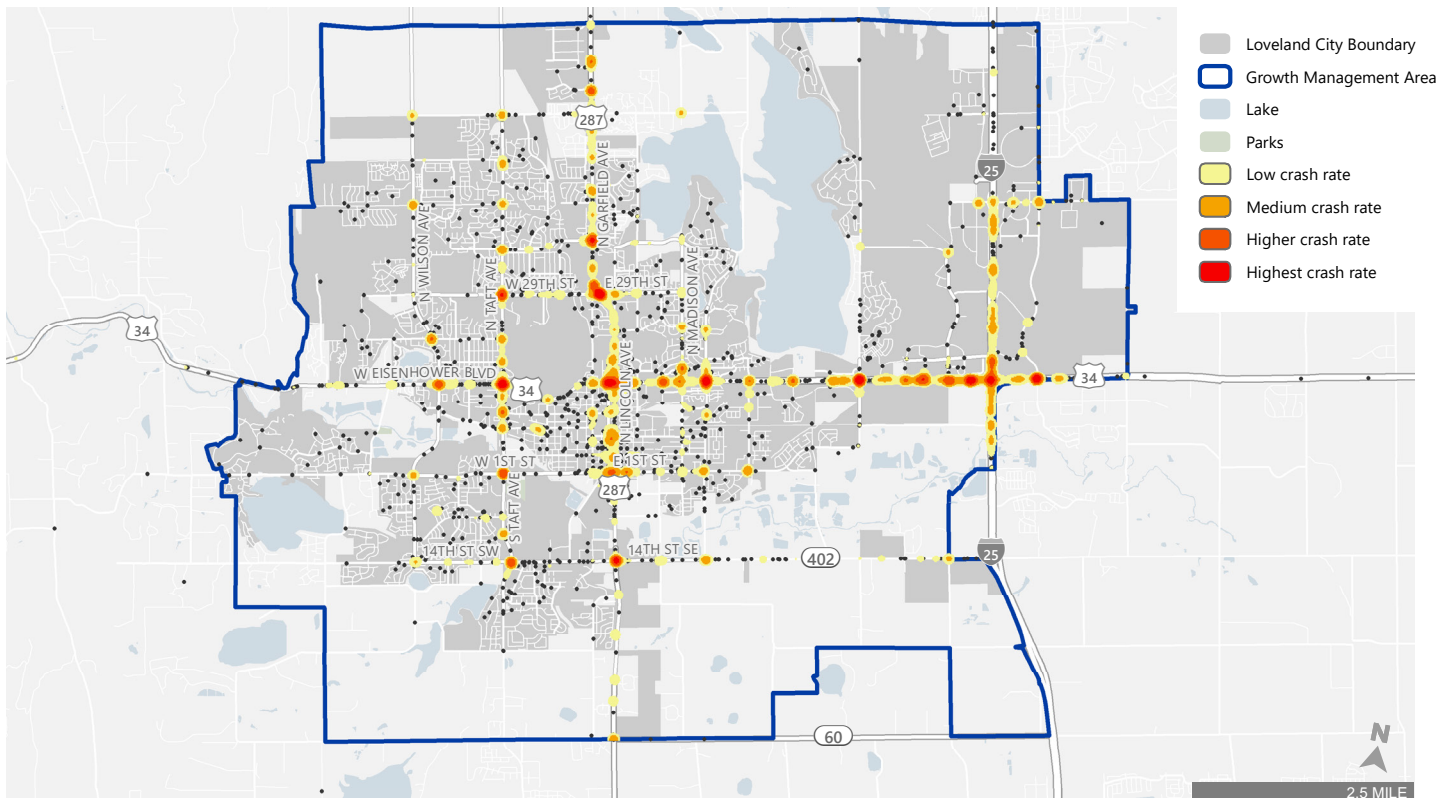 Loveland City Boundary
Growth Management Area
Lake
Parks
Low crash rate
Medium crash rate
Higher crash rate
Highest crash rate
287
N GARFIELD AVE
25
N WILSON AVE
N TAFT AVE
W 29TH ST
E 29TH ST
N MADISON AVE
34
W EISENHOWER BLVD
34
N LINCOLN AVE
34
W 1ST ST
E 1ST ST
287
S TAFT AVE
14TH ST SW
14TH ST SE
402
25
60
N
2.5 MILE